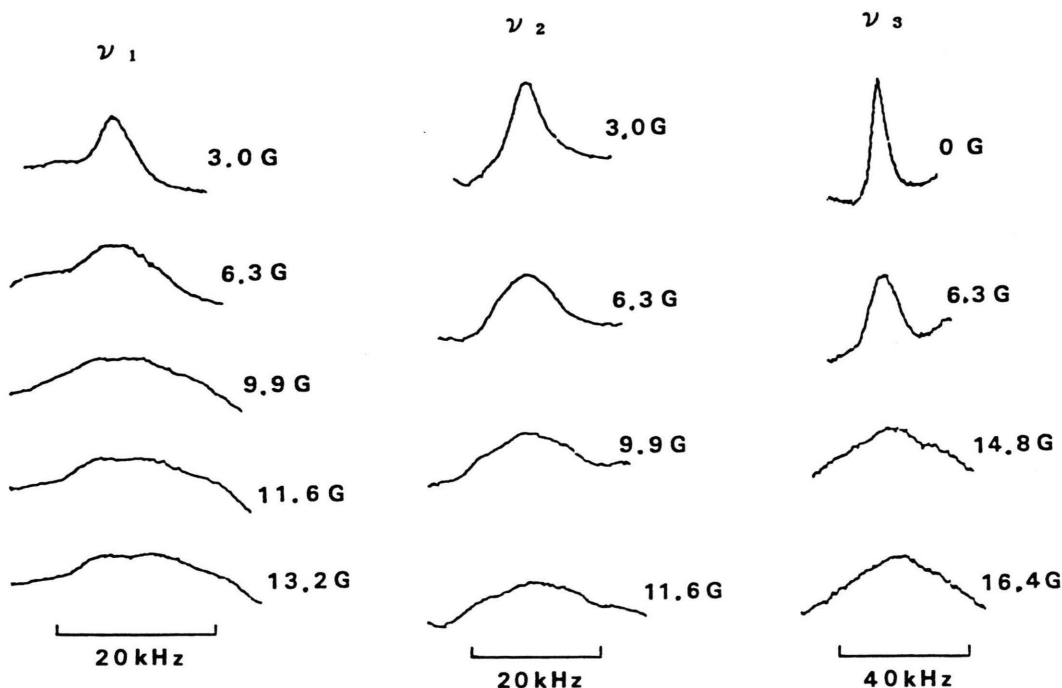 ν 1
3.0 G
6.3 G
9.9 G
11.6 G
13.2 G
20 kHz
ν 2
3.0 G
6.3 G
9.9 G
11.6 G
20 kHz
ν 3
0 G
6.3 G
14.8 G
16.4 G
40 kHz